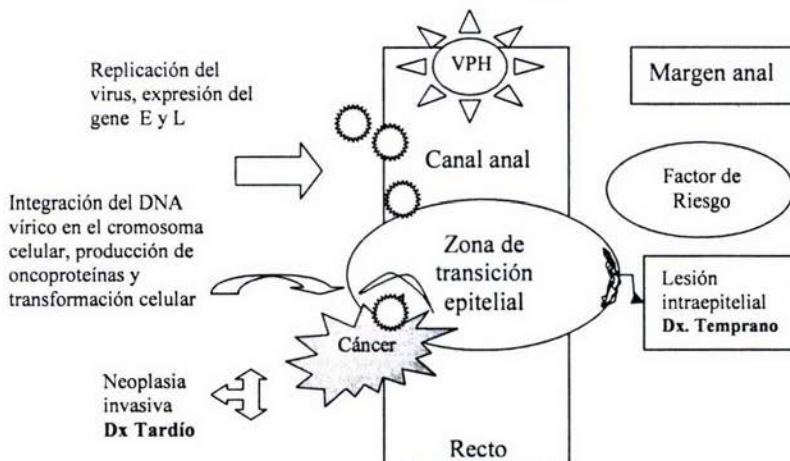 VPH
Replicación del
virus, expresión del
gene E y L
Margen anal
Canal anal
Factor de
Riesgo
Integración del DNA
vírico en el cromosoma
celular, producción de
oncoproteínas y
transformación celular
Zona de
transición
epitelial
Lesión
intraepitelial
Dx. Temprano
Cáncer
Neoplasia
invasiva
Dx Tardío
Recto